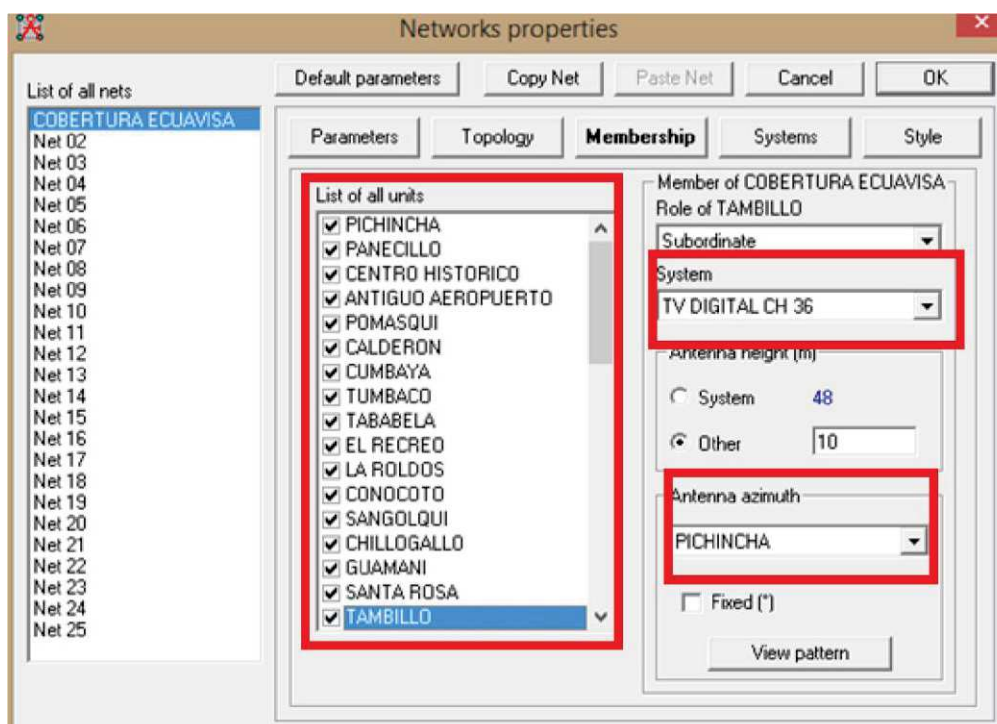 Networks properties
Default parameters Copy Net Paste Net Cancel OK
List of all nets
COBERTURA ECUAVISA
Net 02
Net 03
Net 04
Net 05
Net 06
Net 07
Net 08
Net 09
Net 10
Net 11
Net 12
Net 13
Net 14
Net 15
Net 16
Net 17
Net 18
Net 19
Net 20
Net 21
Net 22
Net 23
Net 24
Net 25
Parameters Topology Membership Systems Style
List of all units
PICHINCHA
PANECILLO
CENTRO HISTORICO
ANTIGUO AEROPUERTO
POMASQUI
CALDERON
CUMBAYA
TUMBACO
TABABELA
EL RECREO
LA ROLDOS
CONOCOTO
SANGOLQUI
CHILLOGALLO
GUAMANI
SANTA ROSA
TAMBILLO
Member of COBERTURA ECUAVISA
Role of TAMBILLO
Subordinate
System
TV DIGITAL CH 36
Antenna height (m)
System 48
Other 10
Antenna azimuth
PICHINCHA
Fixed (°)
View pattern